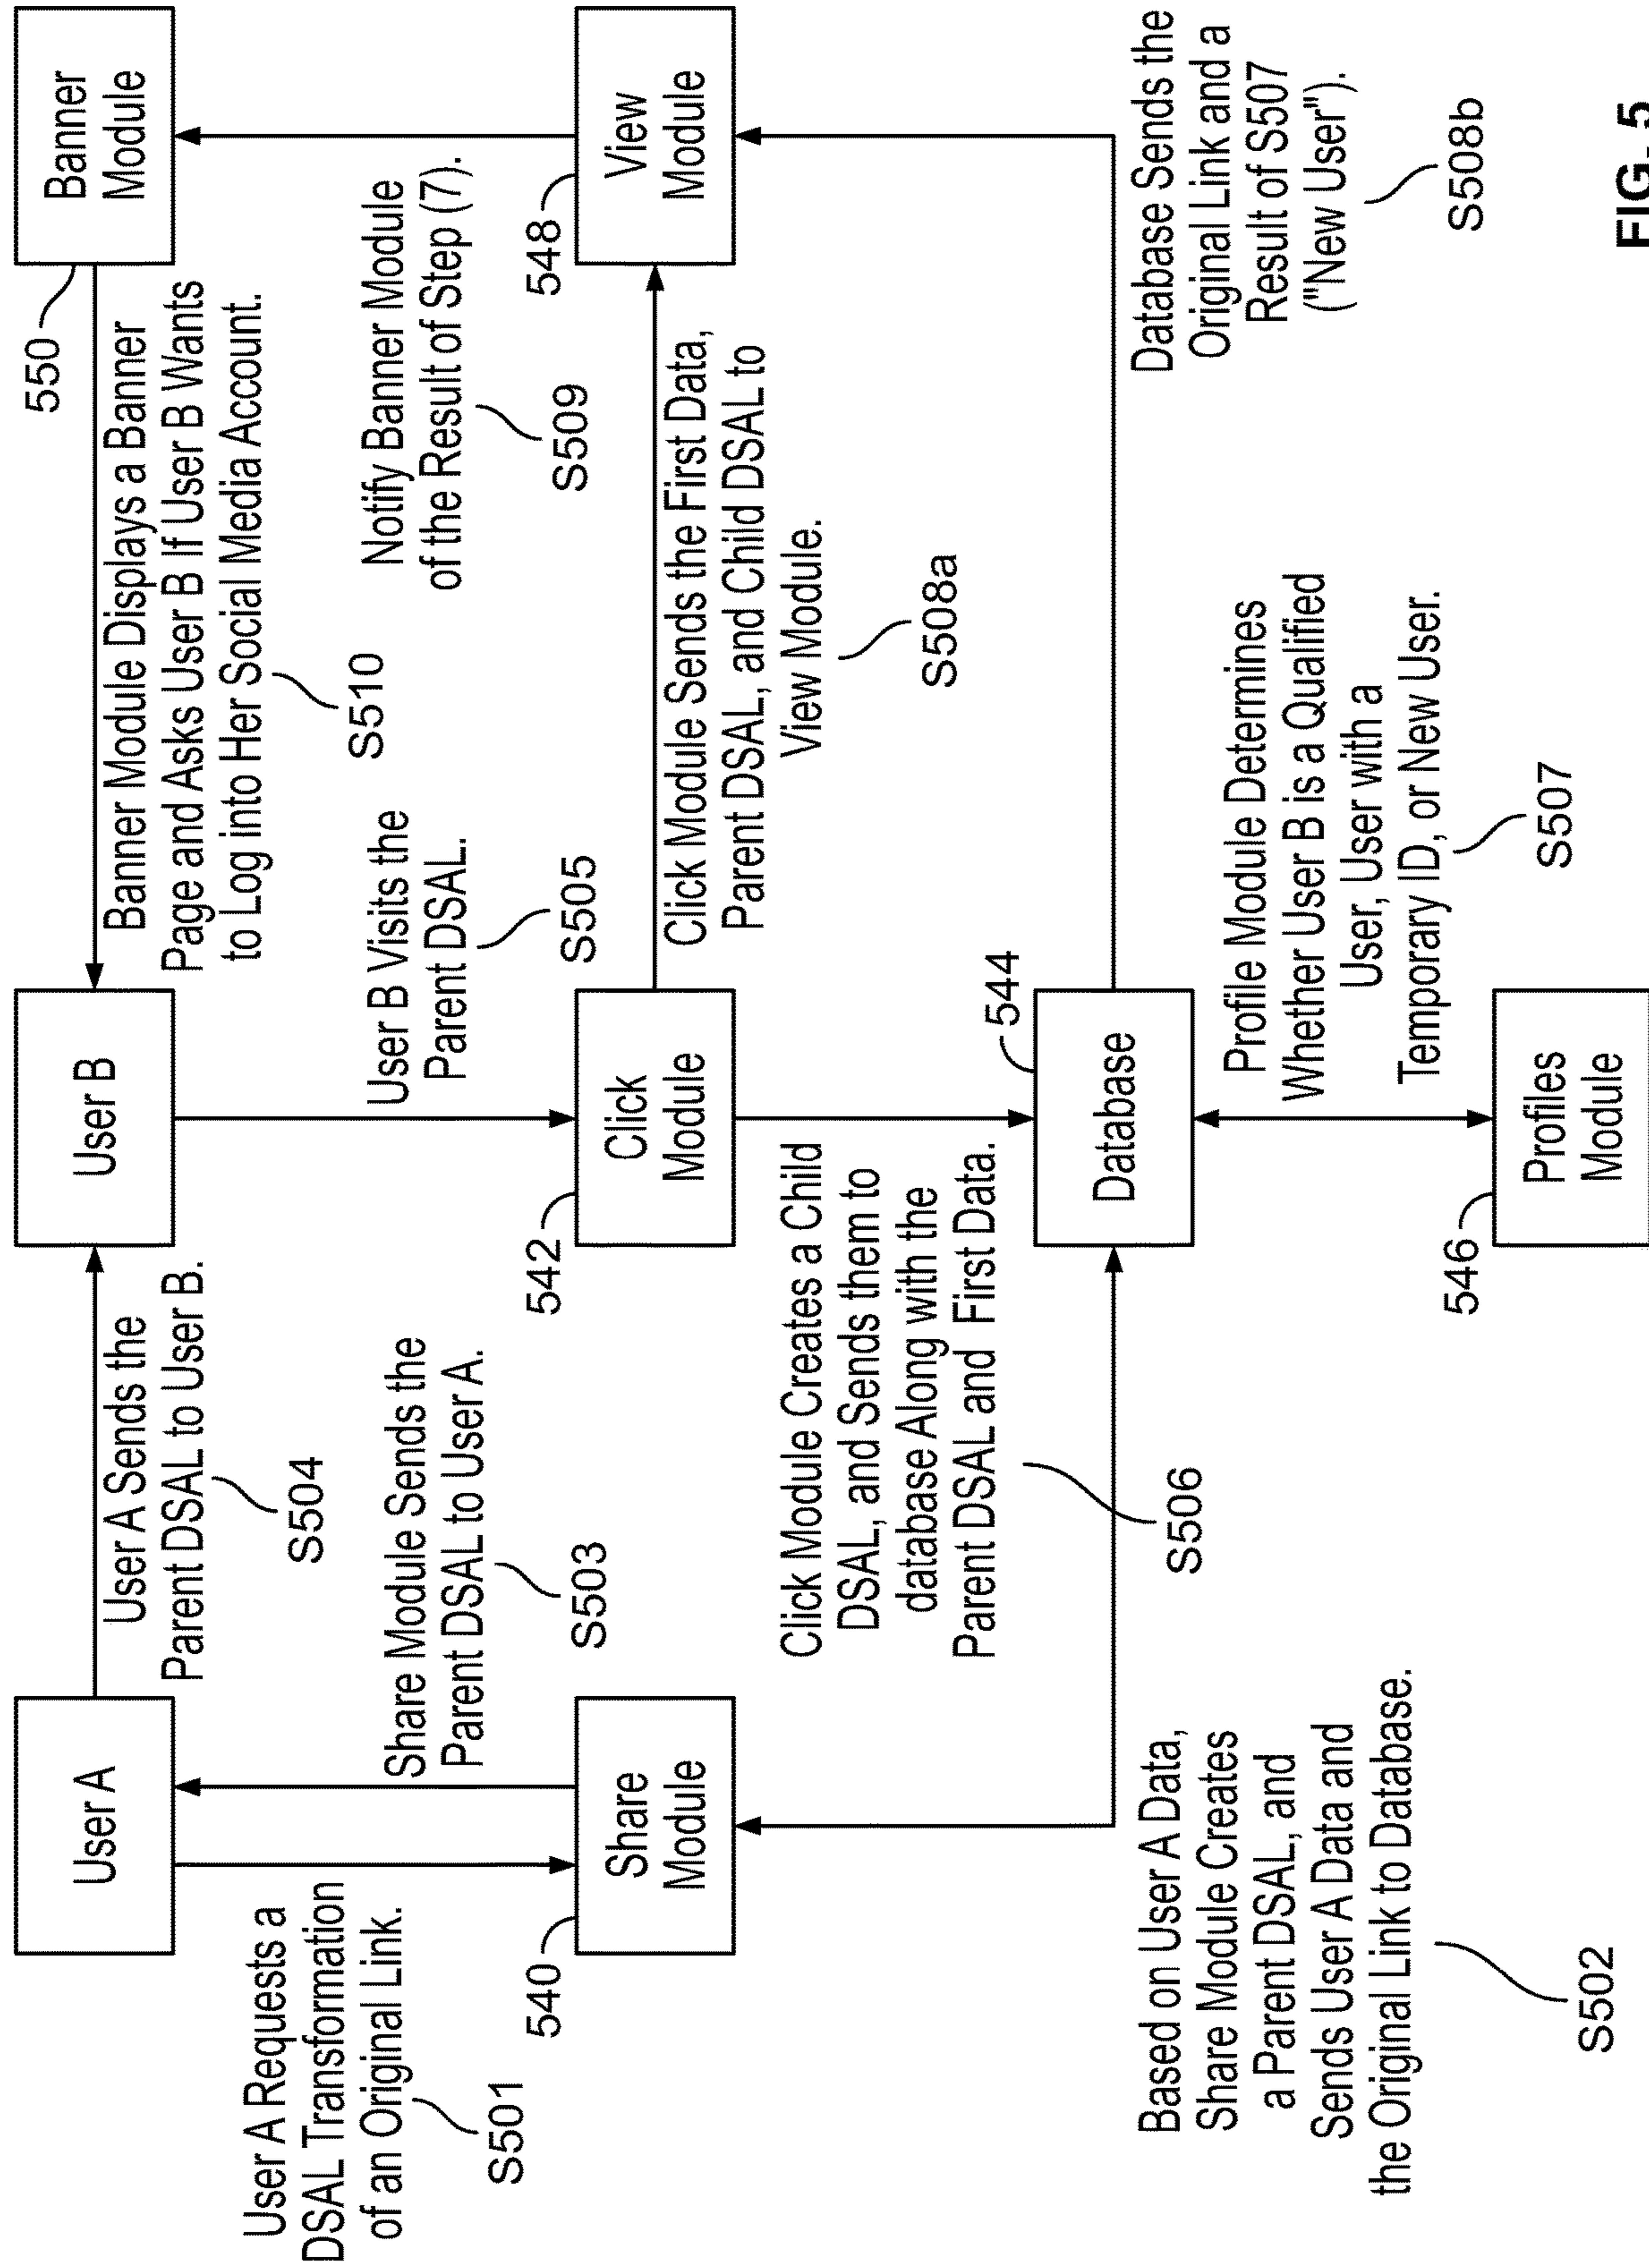 User A Requests a
DSAL Transformation
of an Original Link.
S501
User A
User A Sends the
Parent DSAL to User B.
S504
User B
Banner Module Displays a Banner
Page and Asks User B If User B Wants
to Log into Her Social Media Account.
S510
550
Banner
Module
Share Module Sends the
Parent DSAL to User A.
S503
User B Visits the
Parent DSAL.
S505
Notify Banner Module
of the Result of Step (7).
S509
540
Share
Module
542
Click
Module
Click Module Sends the First Data,
Parent DSAL, and Child DSAL to
View Module.
S508a
548
View
Module
Click Module Creates a Child
DSAL, and Sends them to
database Along with the
Parent DSAL and First Data.
S506
Based on User A Data,
Share Module Creates
a Parent DSAL, and
Sends User A Data and
the Original Link to Database.
S502
Database
544
Database Sends the
Original Link and a
Result of S507
("New User").
S508b
Profile Module Determines
Whether User B is a Qualified
User, User with a
Temporary ID, or New User.
S507
546
Profiles
Module
FIG. 5